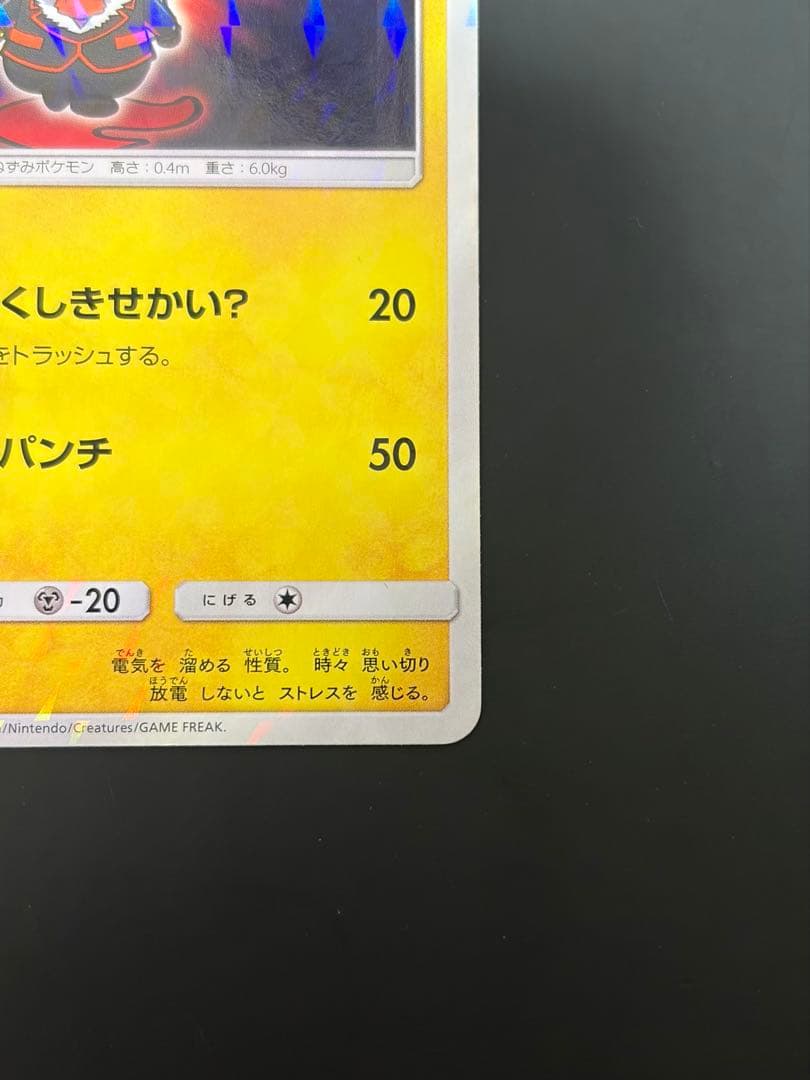 ねずみポケモン 高さ：0.4m 重さ：6.0kg
くしきせかい? 20
をトラッシュする。
パンチ 50
-20 にげる
電気を 溜める 性質。 時々 思い切り
放電 しないと ストレスを 感じる。
/Nintendo/Creatures/GAME FREAK.